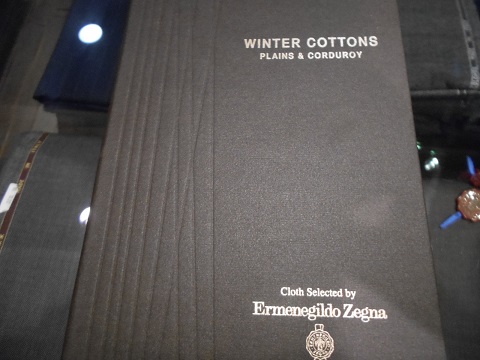 WINTER COTTONS
PLAINS & CORDUROY
Cloth Selected by
Ermenegildo Zegna